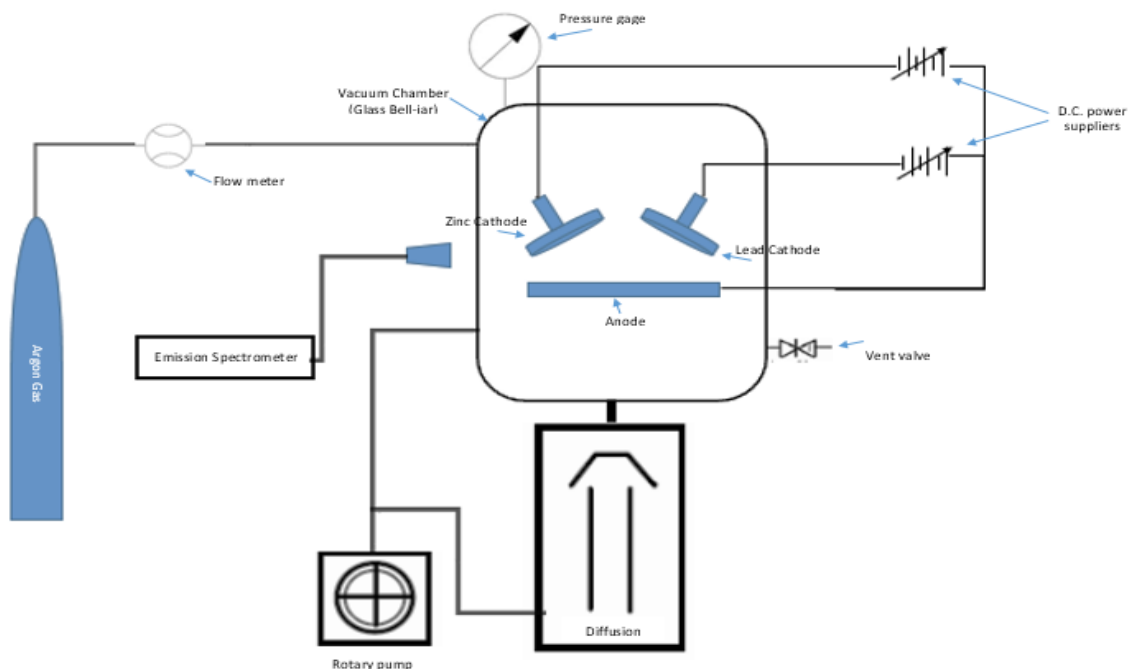 Pressure gage
Vacuum Chamber
(Glass Bell-jar)
D.C. power
suppliers
Flow meter
Zinc Cathode
Lead Cathode
Anode
Argon Gas
Emission Spectrometer
Vent valve
Diffusion
Rotary pump